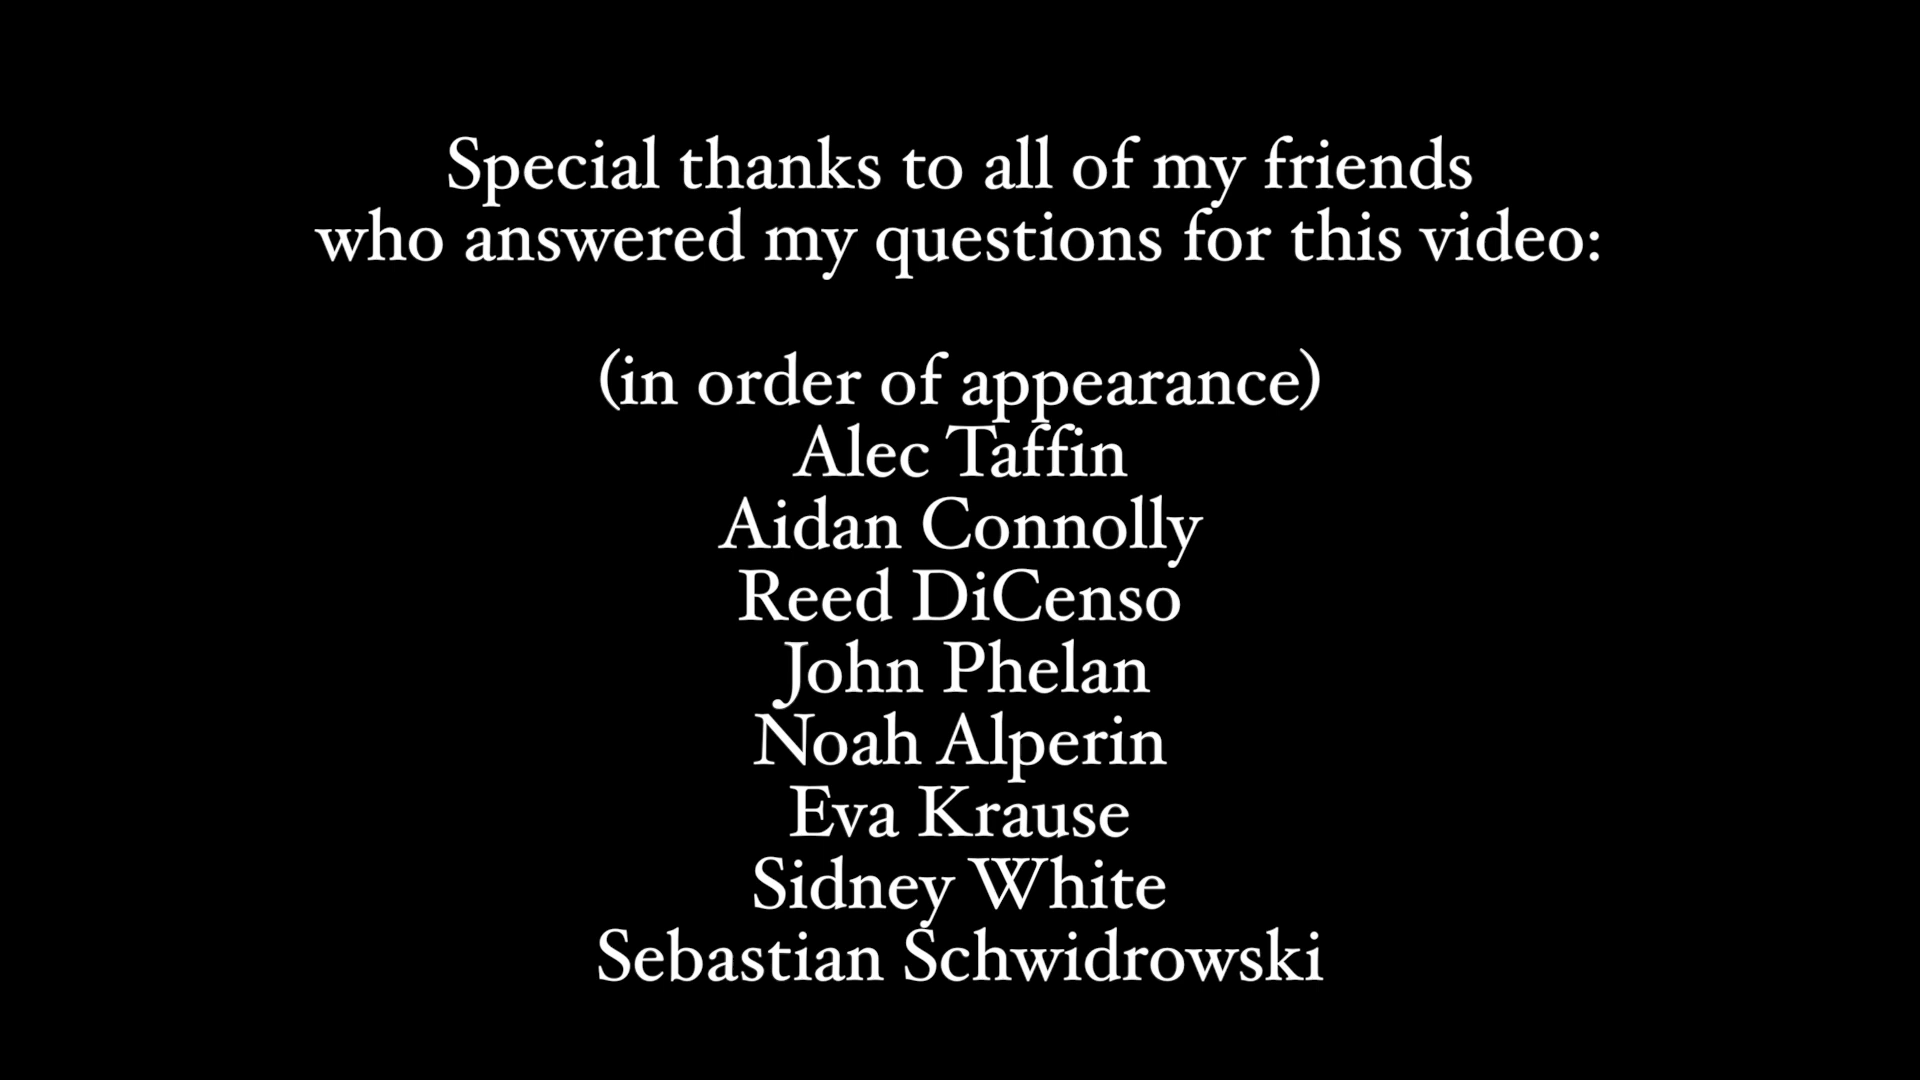 Special thanks to all of my friends
who answered my questions for this video:
(in order of appearance)
Alec Taffin
Aidan Connolly
Reed DiCenso
John Phelan
Noah Alperin
Eva Krause
Sidney White
Sebastian Schwidrowski